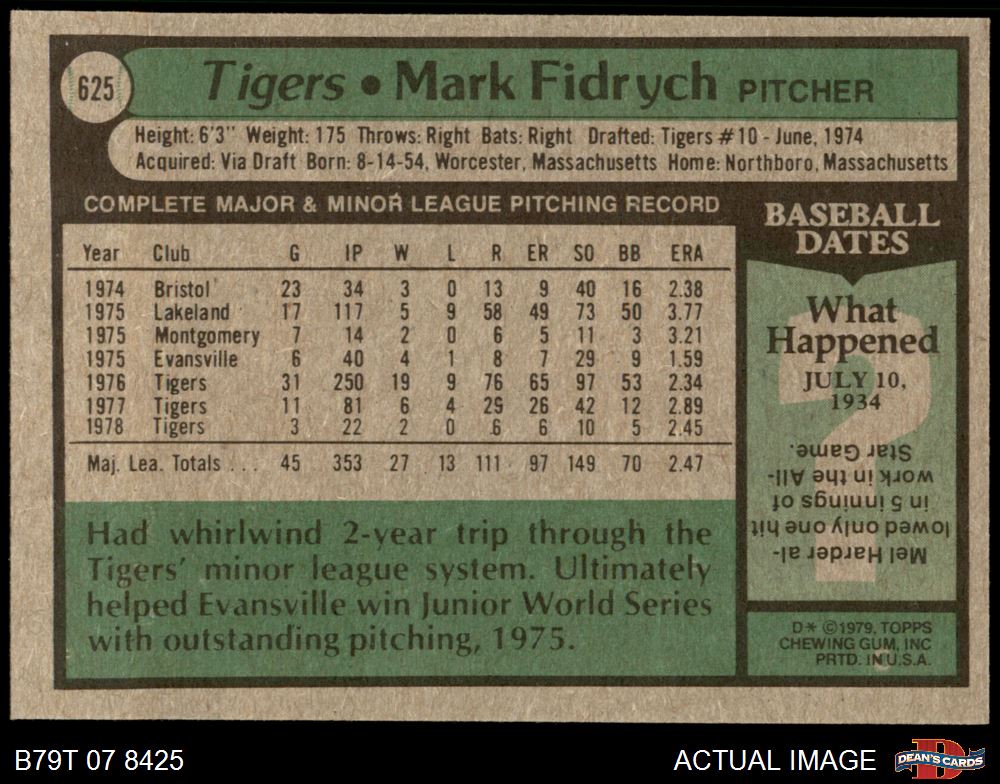 625
Tigers • Mark Fidrych PITCHER
Height: 6'3" Weight: 175 Throws: Right Bats: Right Drafted: Tigers #10 - June, 1974
Acquired: Via Draft Born: 8-14-54, Worcester, Massachusetts Home: Northboro, Massachusetts
COMPLETE MAJOR & MINOR LEAGUE PITCHING RECORD
Year Club G IP W L R ER SO BB ERA
1974 Bristol 23 34 3 0 13 9 40 16 2.38
1975 Lakeland 17 117 5 9 58 49 73 50 3.77
1975 Montgomery 7 14 2 0 6 5 11 3 3.21
1975 Evansville 6 40 4 1 8 7 29 9 1.59
1976 Tigers 31 250 19 9 76 65 97 53 2.34
1977 Tigers 11 81 6 4 29 26 42 12 2.89
1978 Tigers 3 22 2 0 6 6 10 5 2.45
Maj. Lea. Totals . . . 45 353 27 13 111 97 149 70 2.47
Had whirlwind 2-year trip through the
Tigers' minor league system. Ultimately
helped Evansville win Junior World Series
with outstanding pitching, 1975.
BASEBALL
DATES
What
Happened
JULY 10,
1934
Mel Harder al-
lowed only one hit
in 5 innings of
work in the All-
Star Game.
D* ©1979, TOPPS
CHEWING GUM, INC
PRTD. IN U.S.A.
B79T 07 8425
ACTUAL IMAGE
D
DEAN'S CARDS